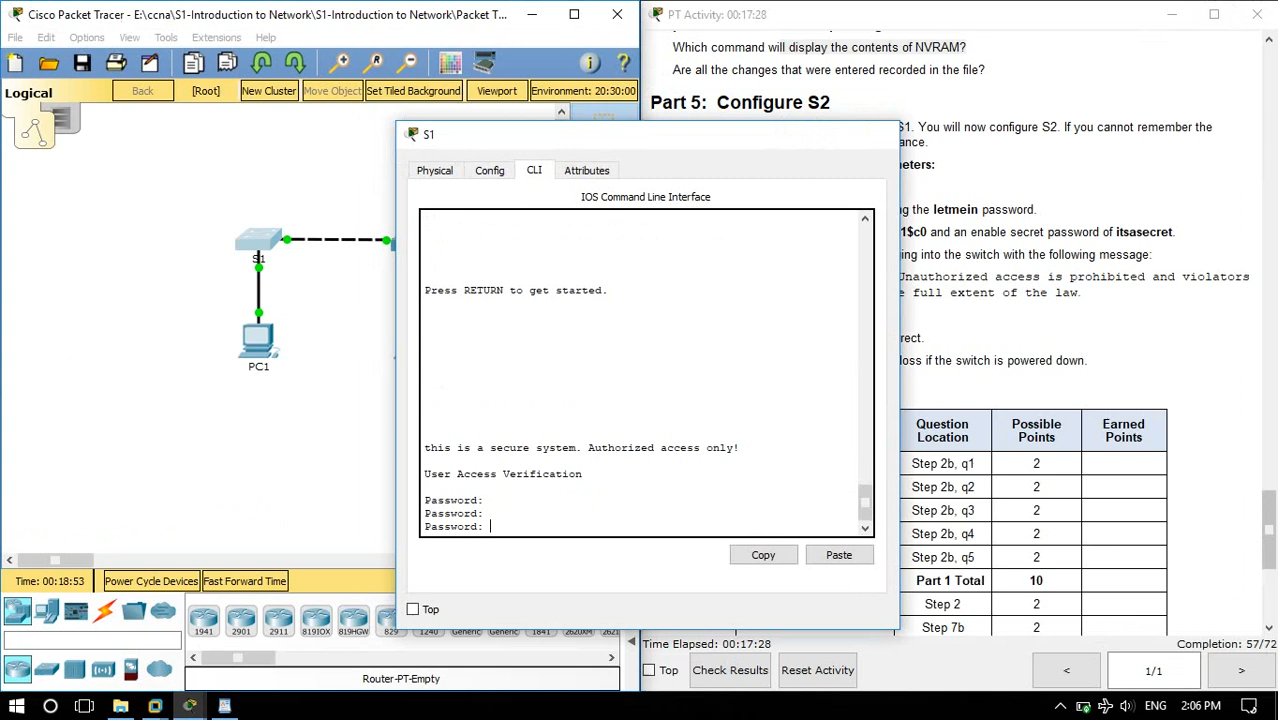 Cisco Packet Tracer - E:\ccna\S1-Introduction to Network\S1-Introduction to Network\Packet T...
File Edit Options View Tools Extensions Help
Logical Back [Root] New Cluster Move Object Set Tiled Background Viewport Environment: 20:30:00
S1
PC1
Time: 00:18:53 Power Cycle Devices Fast Forward Time
1941 2901 2911 819IOX 819HGW 829 1240 Generic Generic 1841 2620XM
Router-PT-Empty
S1
Physical Config CLI Attributes
IOS Command Line Interface
Press RETURN to get started.
this is a secure system. Authorized access only!
User Access Verification
Password:
Password:
Password:
Copy Paste
Top
PT Activity: 00:17:28
Which command will display the contents of NVRAM?
Are all the changes that were entered recorded in the file?
Part 5: Configure S2
S1. You will now configure S2. If you cannot remember the
ance.
meters:
ng the letmein password.
1$c0 and an enable secret password of itsasecret.
ging into the switch with the following message:
Unauthorized access is prohibited and violators
e full extent of the law.
rrect.
loss if the switch is powered down.
Question Location Possible Points Earned Points
Step 2b, q1 2
Step 2b, q2 2
Step 2b, q3 2
Step 2b, q4 2
Step 2b, q5 2
Part 1 Total 10
Step 2 2
Step 7b 2
Time Elapsed: 00:17:28 Completion: 57/72
Top Check Results Reset Activity < 1/1 >
ENG 2:06 PM